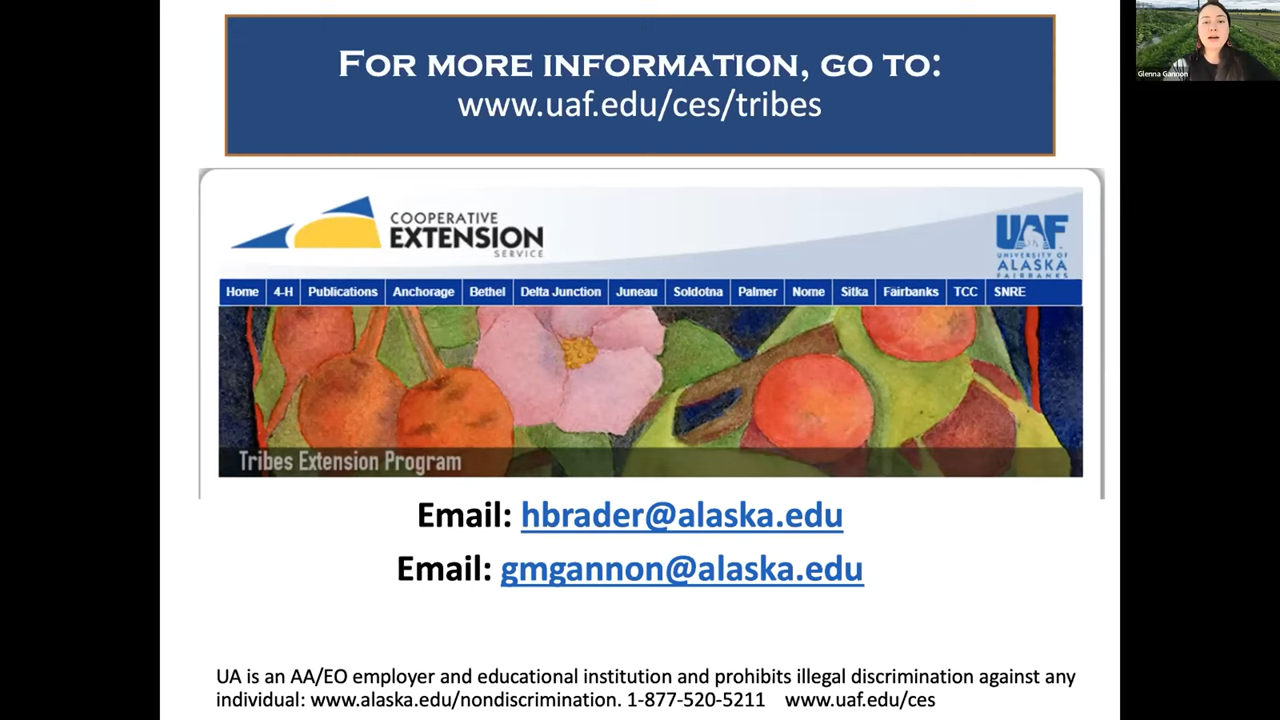 FOR MORE INFORMATION, GO TO:
www.uaf.edu/ces/tribes
Glenna Gannon
COOPERATIVE
EXTENSION
SERVICE
UAF
UNIVERSITY OF
ALASKA
FAIRBANKS
Home 4-H Publications Anchorage Bethel Delta Junction Juneau Soldotna Palmer Nome Sitka Fairbanks TCC SNRE
Tribes Extension Program
Email: hbrader@alaska.edu
Email: gmgannon@alaska.edu
UA is an AA/EO employer and educational institution and prohibits illegal discrimination against any
individual: www.alaska.edu/nondiscrimination. 1-877-520-5211 www.uaf.edu/ces